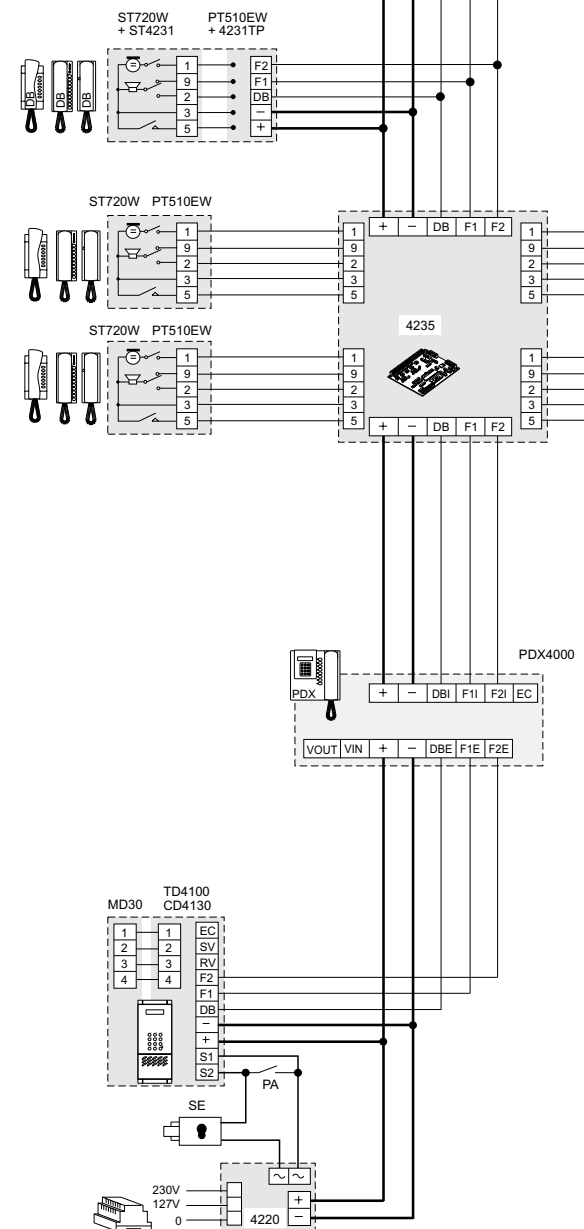 ST720W PT510EW
+ ST4231 + 4231TP
DB DB DB
1 F2
9 F1
2 DB
3 −
5 +
ST720W PT510EW
1
9
2
3
5
+ − DB F1 F2
1
9
2
3
5
1
9
2
3
5
4235
ST720W PT510EW
1
9
2
3
5
1
9
2
3
5
1
9
2
3
5
+ − DB F1 F2
PDX4000
PDX
+ − DBI F1I F2I EC
VOUT VIN + − DBE F1E F2E
MD30
TD4100
CD4130
1 1 EC
2 2 SV
3 3 RV
4 4 F2
F1
DB
−
+
S1
S2
PA
SE
~ ~
230V
127V
0
4220
+
−